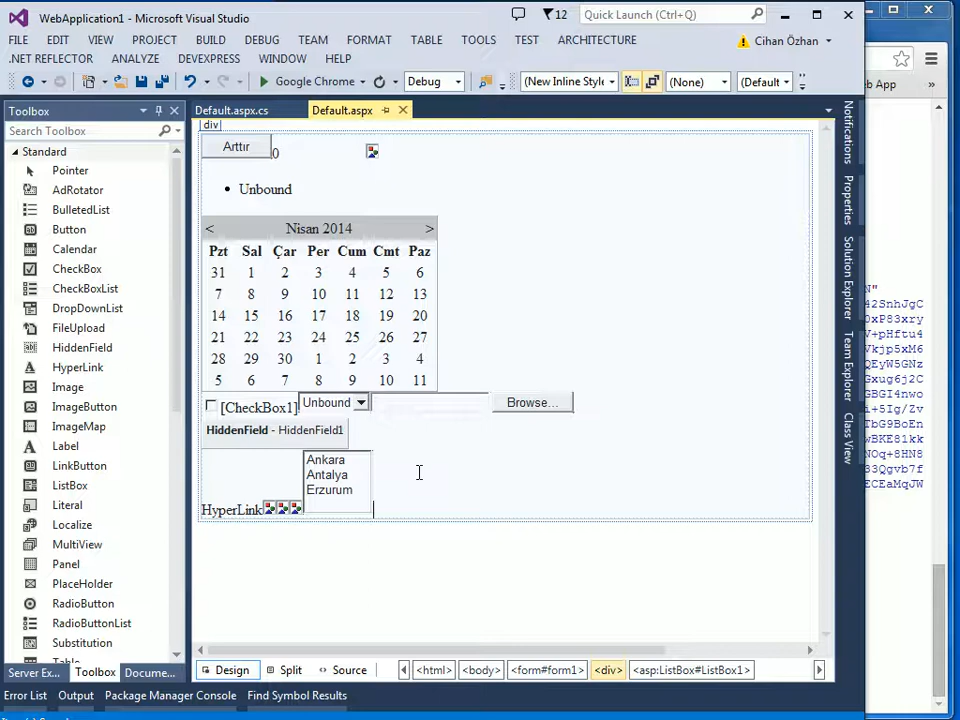 WebApplication1 - Microsoft Visual Studio
12
Quick Launch (Ctrl+Q)
FILE EDIT VIEW PROJECT BUILD DEBUG TEAM FORMAT TABLE TOOLS TEST ARCHITECTURE
Cihan Özhan
.NET REFLECTOR ANALYZE DEVEXPRESS WINDOW HELP
Google Chrome
Debug
(New Inline Style
(None)
(Default
Toolbox
Search Toolbox
Standard
Pointer
AdRotator
BulletedList
Button
Calendar
CheckBox
CheckBoxList
DropDownList
FileUpload
HiddenField
HyperLink
Image
ImageButton
ImageMap
Label
LinkButton
ListBox
Literal
Localize
MultiView
Panel
PlaceHolder
RadioButton
RadioButtonList
Substitution
Server Ex...
Toolbox
Docume...
Default.aspx.cs
Default.aspx
div
Arttır
0
• Unbound
< Nisan 2014 >
Pzt Sal Çar Per Cum Cmt Paz
31 1 2 3 4 5 6
7 8 9 10 11 12 13
14 15 16 17 18 19 20
21 22 23 24 25 26 27
28 29 30 1 2 3 4
5 6 7 8 9 10 11
[CheckBox1]
Unbound
Browse...
HiddenField - HiddenField1
Ankara
Antalya
Erzurum
HyperLink
Design
Split
Source
<html>
<body>
<form#form1>
<div>
<asp:ListBox#ListBox1>
Error List
Output
Package Manager Console
Find Symbol Results
Notifications
Properties
Solution Explorer
Team Explorer
Class View
App